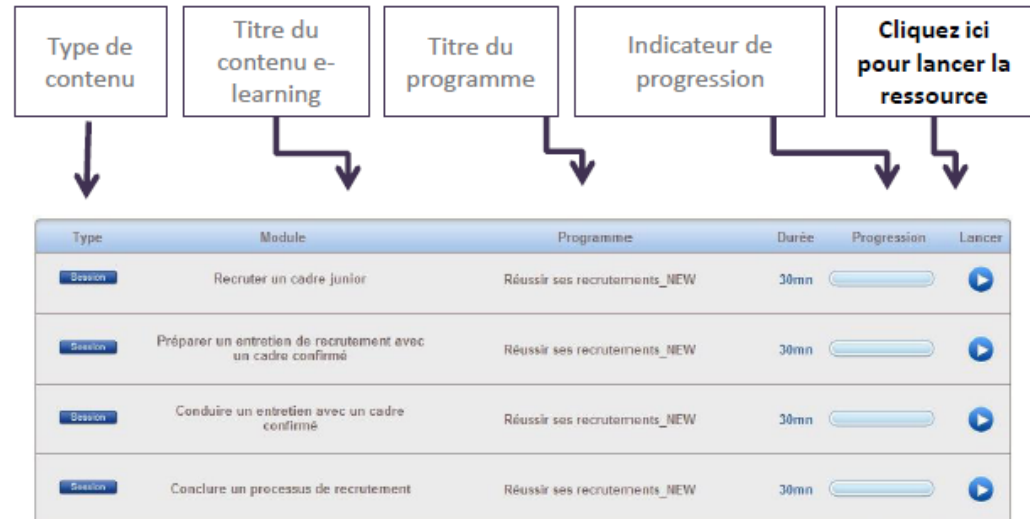 Type de
contenu
Titre du
contenu e-
learning
Titre du
programme
Indicateur de
progression
Cliquez ici
pour lancer la
ressource
Type Module Programme Durée Progression Lancer
Session Recruter un cadre junior Réussir ses recrutements_NEW 30mn
Session Préparer un entretien de recrutement avec
un cadre confirmé Réussir ses recrutements_NEW 30mn
Session Conduire un entretien avec un cadre
confirmé Réussir ses recrutements_NEW 30mn
Session Conclure un processus de recrutement Réussir ses recrutements_NEW 30mn